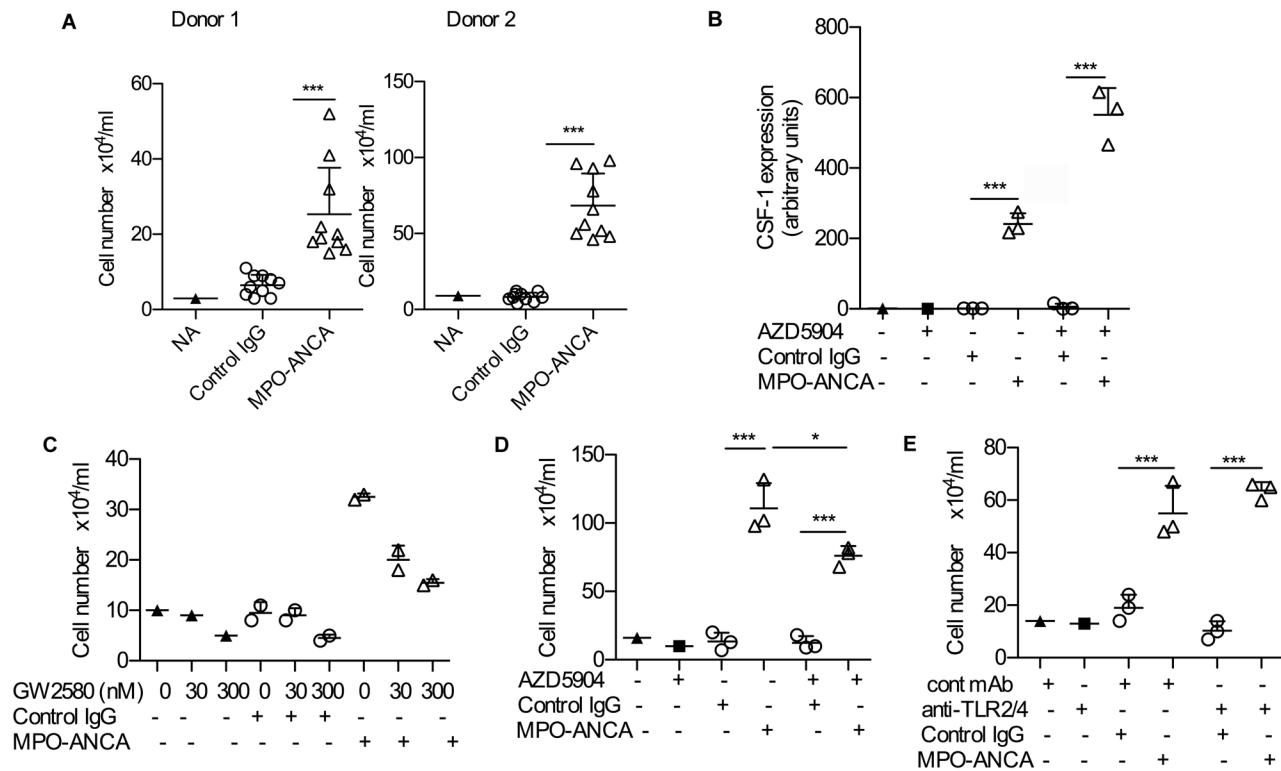 A
Donor 1
Donor 2
Cell number x10⁴/ml
60
40
20
0
***
NA
Control IgG
MPO-ANCA
Cell number x10⁴/ml
150
100
50
0
***
NA
Control IgG
MPO-ANCA
B
CSF-1 expression
(arbitrary units)
800
600
400
200
0
***
***
AZD5904 - + - - + +
Control IgG - - + - + -
MPO-ANCA - - - + - +
C
Cell number x10⁴/ml
40
30
20
10
0
GW2580 (nM) 0 30 300 0 30 300 0 30 300
Control IgG - - - + + + - - -
MPO-ANCA - - - - - - + + +
D
Cell number x10⁴/ml
150
100
50
0
***
*
***
AZD5904 - + - - + +
Control IgG - - + - + -
MPO-ANCA - - - + - +
E
Cell number x10⁴/ml
80
60
40
20
0
***
***
cont mAb + - + + - -
anti-TLR2/4 - + - - + +
Control IgG - - + - + -
MPO-ANCA - - - + - +